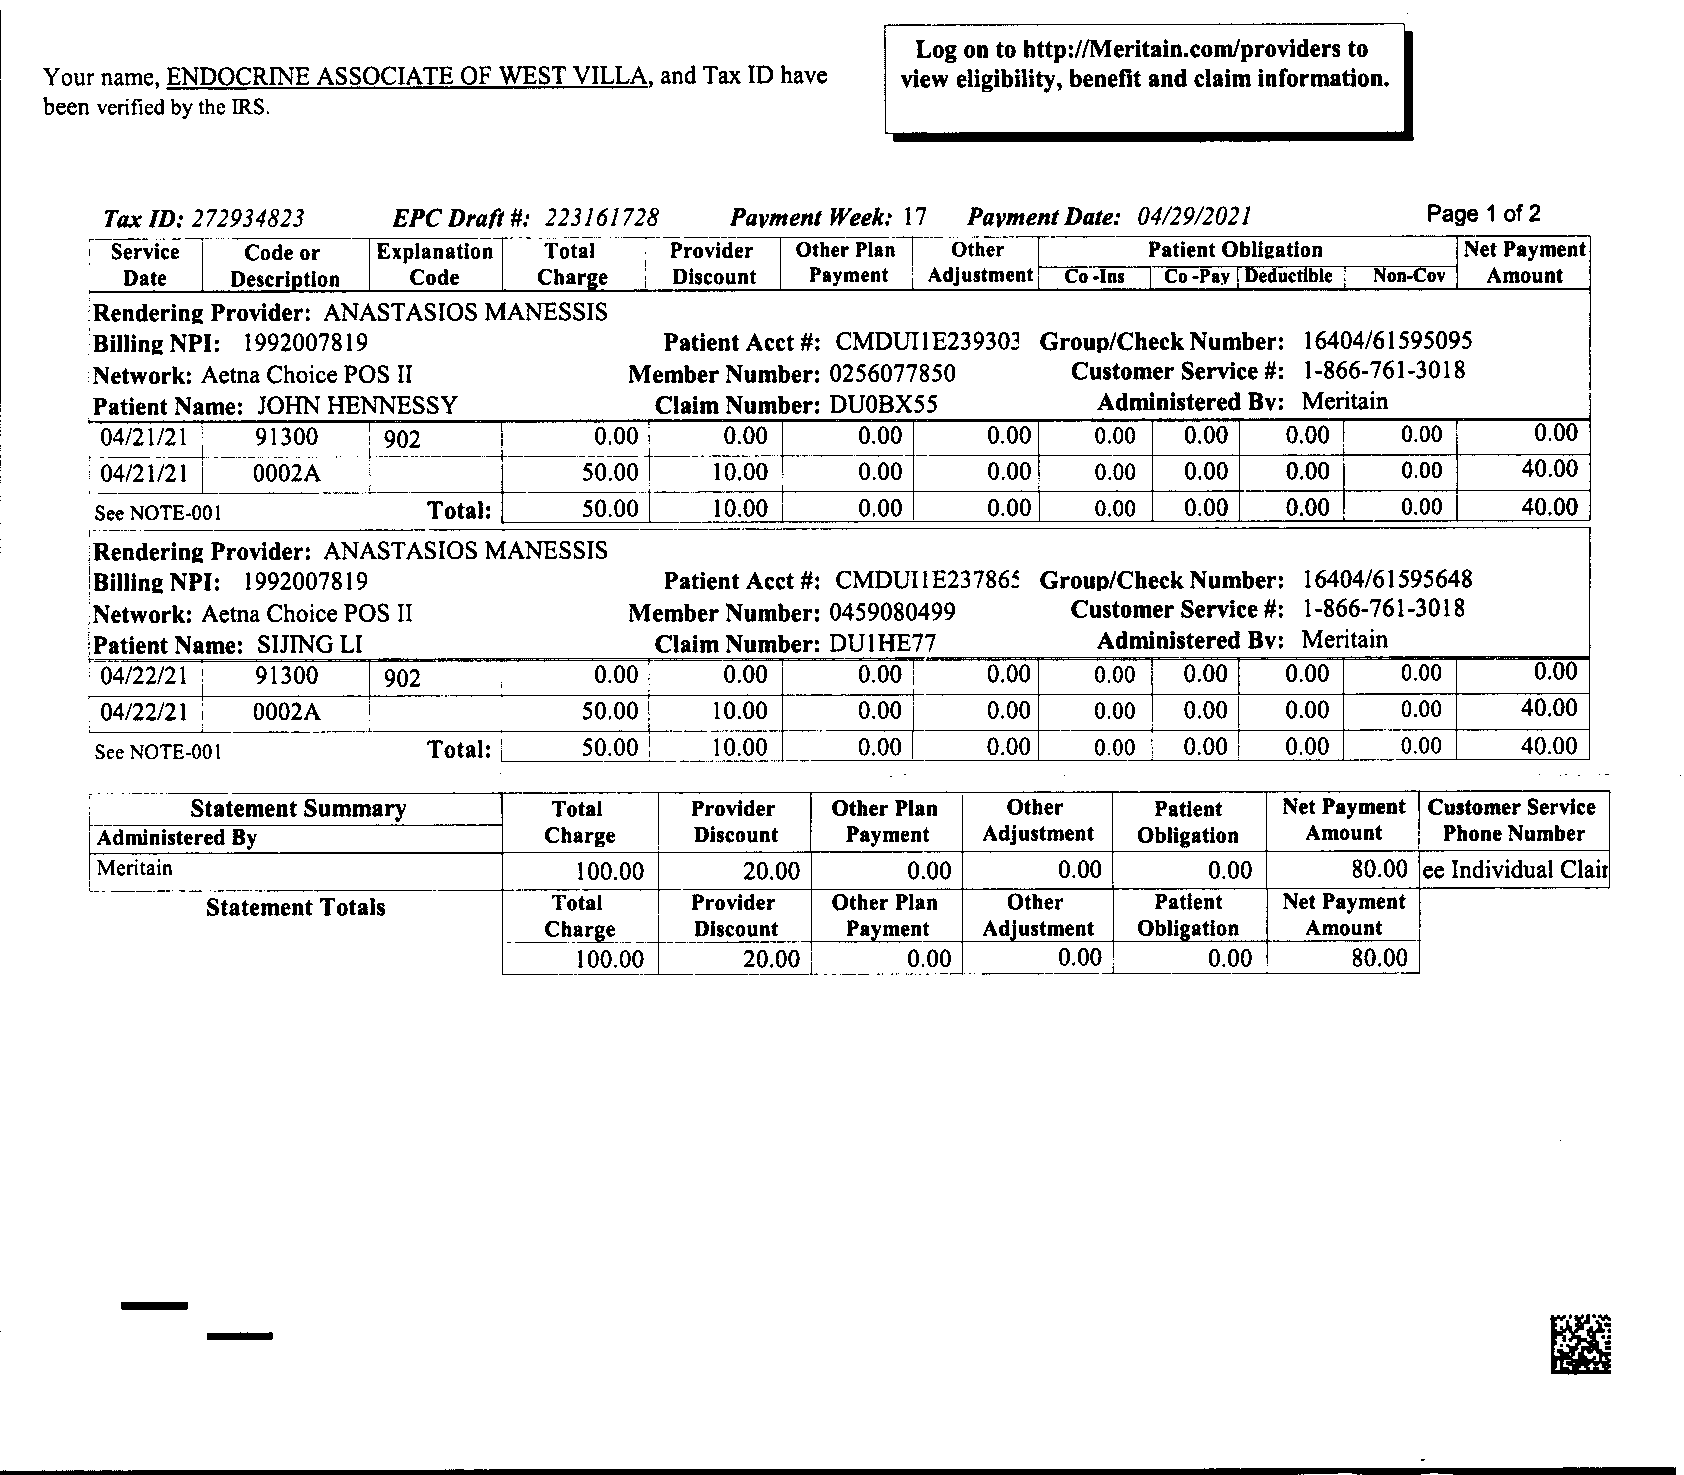 Log on to http://Meritain.com/providers to
view eligibility, benefit and claim information.
Your name, ENDOCRINE ASSOCIATE OF WEST VILLA, and Tax ID have
been verified by the IRS.
Tax ID: 272934823 EPC Draft #: 223161728 Payment Week: 17 Payment Date: 04/29/2021 Page 1 of 2
Service Code or Explanation Total Provider Other Plan Other Patient Obligation Net Payment
Date Description Code Charge Discount Payment Adjustment Co -Ins Co -Pay Deductible Non-Cov Amount
Rendering Provider: ANASTASIOS MANESSIS
Billing NPI: 1992007819 Patient Acct #: CMDUI1E239303 Group/Check Number: 16404/61595095
Network: Aetna Choice POS II Member Number: 0256077850 Customer Service #: 1-866-761-3018
Patient Name: JOHN HENNESSY Claim Number: DU0BX55 Administered By: Meritain
04/21/21 91300 902 0.00 0.00 0.00 0.00 0.00 0.00 0.00 0.00 0.00
04/21/21 0002A 50.00 10.00 0.00 0.00 0.00 0.00 0.00 0.00 40.00
See NOTE-001 Total: 50.00 10.00 0.00 0.00 0.00 0.00 0.00 0.00 40.00
Rendering Provider: ANASTASIOS MANESSIS
Billing NPI: 1992007819 Patient Acct #: CMDUI1E237865 Group/Check Number: 16404/61595648
Network: Aetna Choice POS II Member Number: 0459080499 Customer Service #: 1-866-761-3018
Patient Name: SIJING LI Claim Number: DU1HE77 Administered By: Meritain
04/22/21 91300 902 0.00 0.00 0.00 0.00 0.00 0.00 0.00 0.00 0.00
04/22/21 0002A 50.00 10.00 0.00 0.00 0.00 0.00 0.00 0.00 40.00
See NOTE-001 Total: 50.00 10.00 0.00 0.00 0.00 0.00 0.00 0.00 40.00
Statement Summary Total Provider Other Plan Other Patient Net Payment Customer Service
Administered By Charge Discount Payment Adjustment Obligation Amount Phone Number
Meritain 100.00 20.00 0.00 0.00 0.00 80.00 ee Individual Clair
Statement Totals Total Provider Other Plan Other Patient Net Payment
Charge Discount Payment Adjustment Obligation Amount
100.00 20.00 0.00 0.00 0.00 80.00